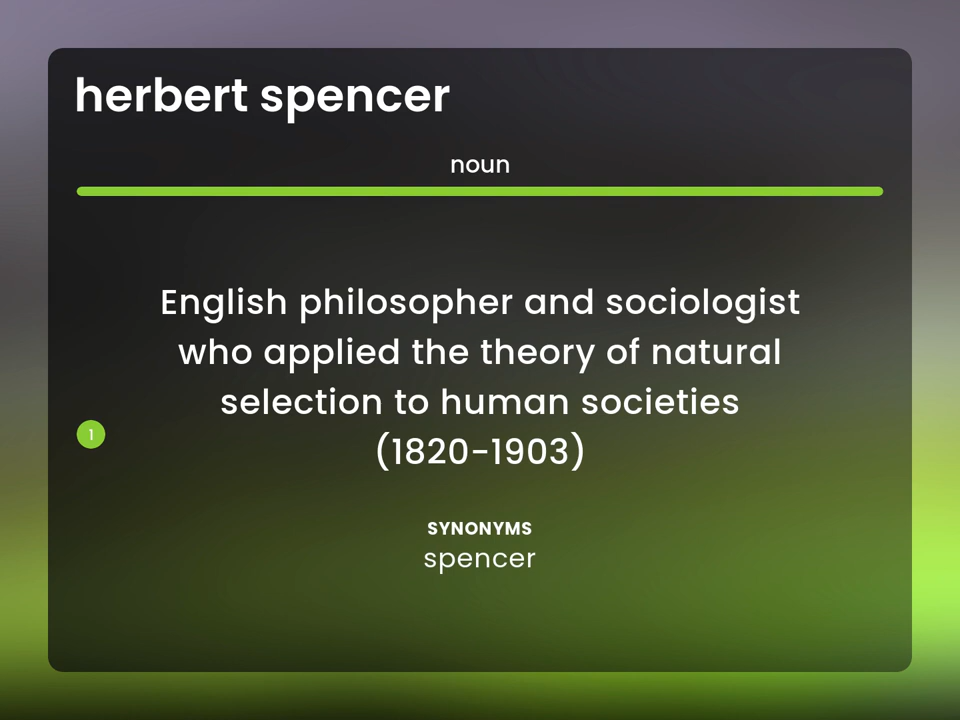 herbert spencer
noun
English philosopher and sociologist
who applied the theory of natural
selection to human societies
(1820-1903)
1
SYNONYMS
spencer